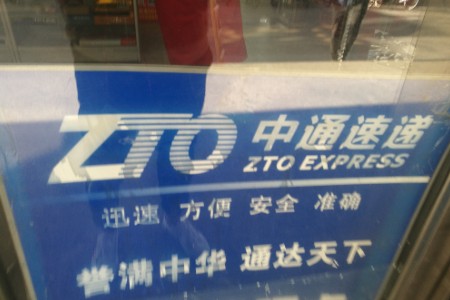 ZTO 中通速递
ZTO EXPRESS
迅速 方便 安全 准确
誉满中华 通达天下